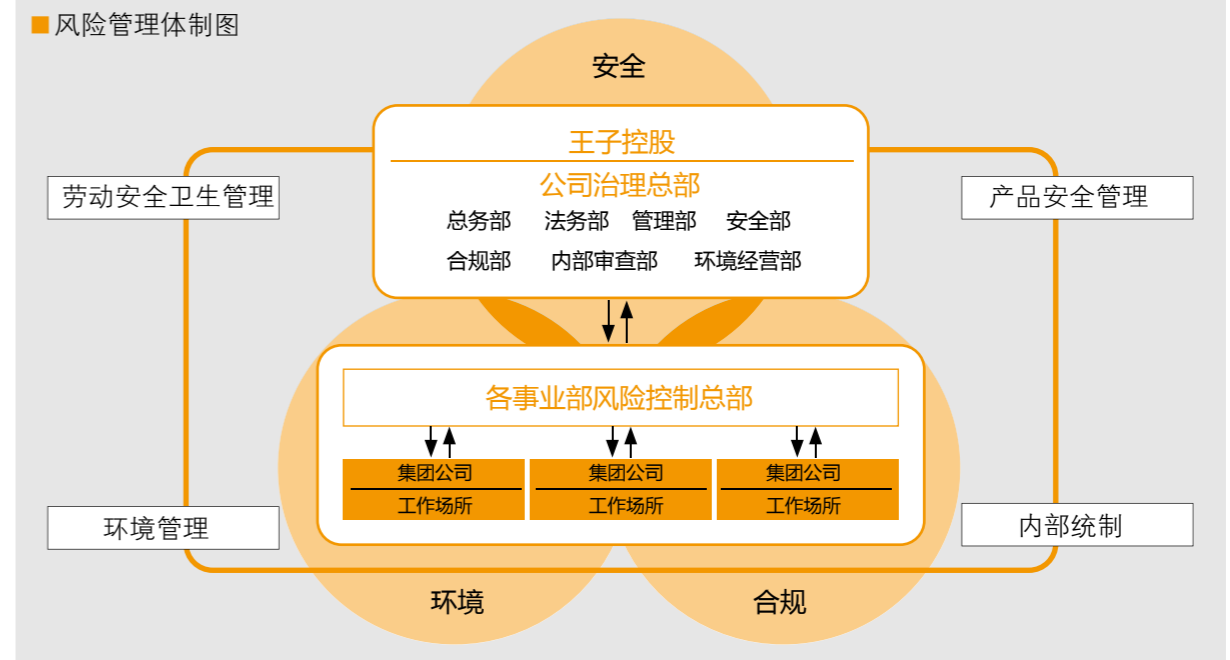 风险管理体制图
安全
王子控股
公司治理总部
劳动安全卫生管理
产品安全管理
总务部 法务部 管理部 安全部
合规部 内部审查部 环境经营部
各事业部风险控制总部
集团公司 集团公司 集团公司
工作场所 工作场所 工作场所
环境管理
内部统制
环境 合规